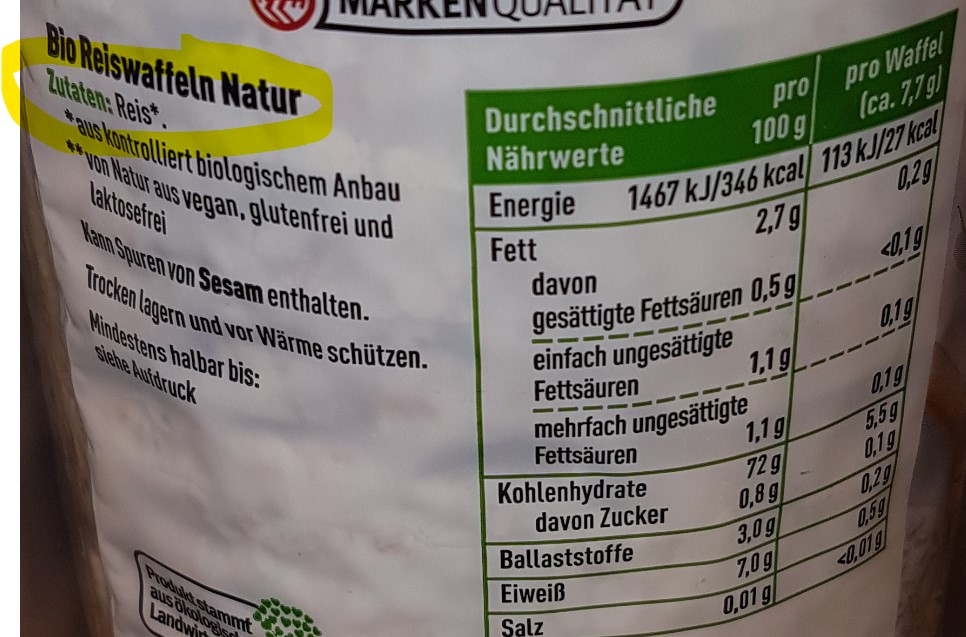 MARKENQUALITÄT
Bio Reiswaffeln Natur
Zutaten: Reis*.
*aus kontrolliert biologischem Anbau
**von Natur aus vegan, glutenfrei und
laktosefrei
Kann Spuren von Sesam enthalten.
Trocken lagern und vor Wärme schützen.
Mindestens halbar bis:
siehe Aufdruck
Produkt stammt
aus ökologisch
Durchschnittliche Nährwerte pro 100 g pro Waffel (ca. 7,7 g)
Energie 1467 kJ/346 kcal 113 kJ/27 kcal
Fett 2,7 g 0,2 g
davon
gesättigte Fettsäuren 0,5 g <0,1 g
einfach ungesättigte
Fettsäuren 1,1 g 0,1 g
mehrfach ungesättigte
Fettsäuren 1,1 g 0,1 g
Kohlenhydrate 72 g 5,5 g
davon Zucker 0,8 g 0,1 g
Ballaststoffe 3,0 g 0,2 g
Eiweiß 7,0 g 0,5 g
Salz 0,01 g <0,01 g